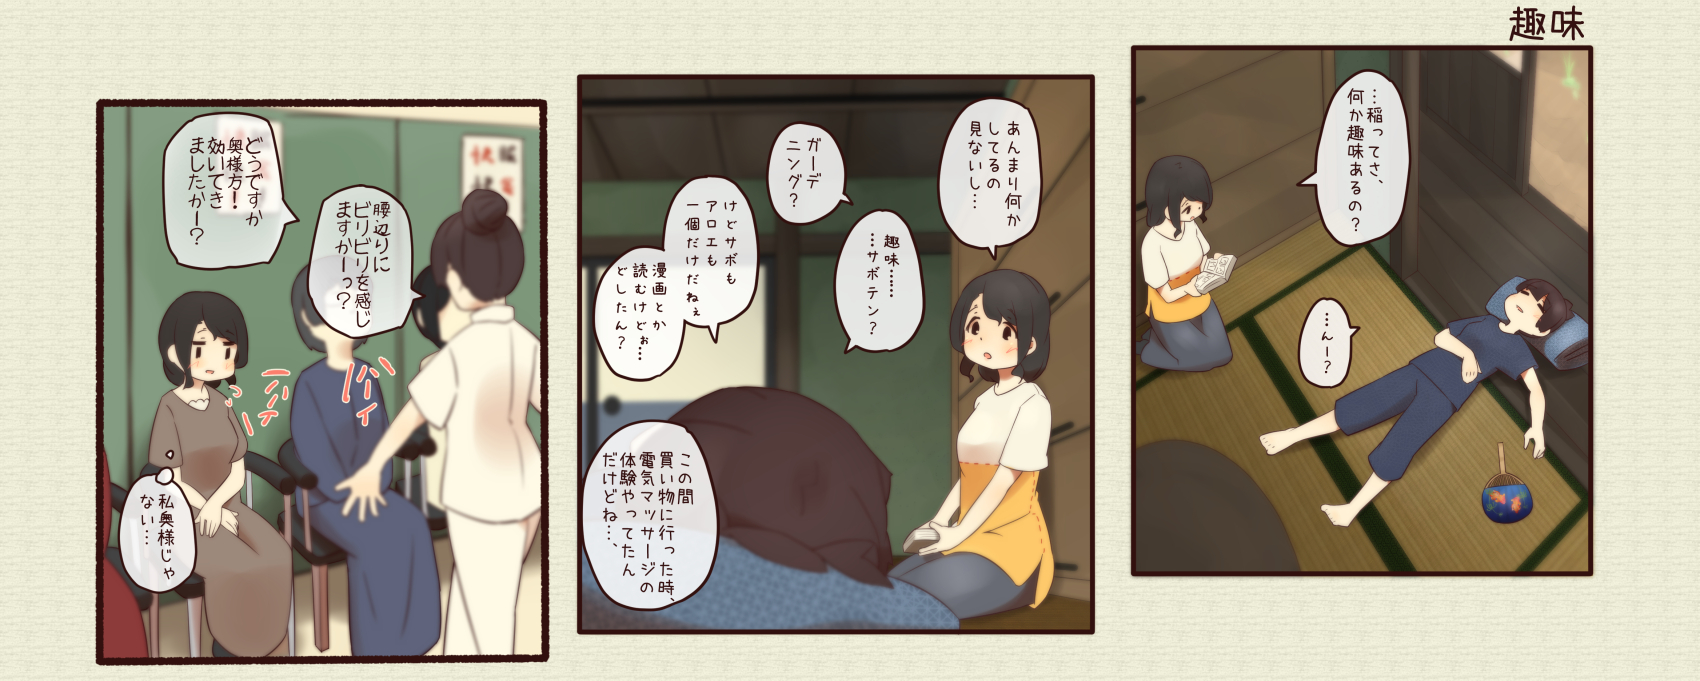 趣味
…稲ってさ、
何か趣味あるの？
…んー？
あんまり何か
してるの
見ないし…
趣味……
…サボテン？
ガーデ
ニング？
けどサボも
アロエも
一個だけだねぇ
漫画とか
読むけどぉ…
どしたん？
この間
買い物に行った時、
電気マッサージの
体験やってたん
だけどね…、
腰辺りに
ビリビリを感じ
ますかーっ？
どうですか
奥様方！
効いてき
ましたかー？
私奥様じゃ
ない…